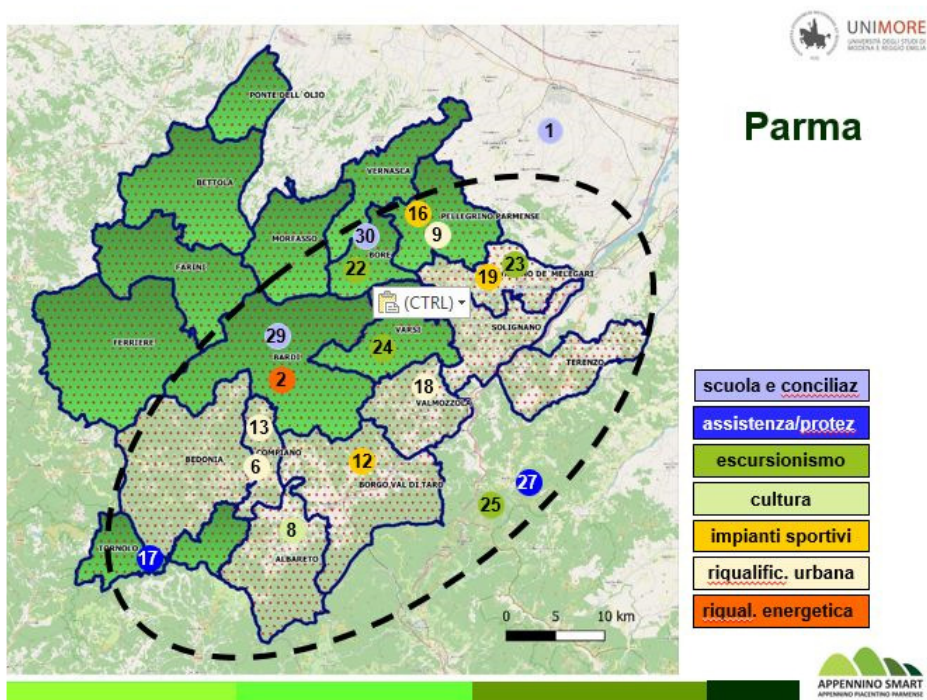 UNIMORE
UNIVERSITÀ DEGLI STUDI DI
MODENA E REGGIO EMILIA
Parma
PONTE DELL' OLIO
1
VERNASCA
BETTOLA
16
PELLEGRINO PARMENSE
MORFASSO
30
9
BORE
23
FARINI
22
19
NO DE' MELEGARI
(CTRL)
29
SOLIGNANO
VARSI
FERRIERE
24
BARDI
TERENZO
2
18
VALMOZZOLA
13
BEDONIA
COMPIANO
12
6
BORGO VAL DI TARO
27
25
8
TORNOLO
17
ALBARETO
0 5 10 km
scuola e conciliaz
assistenza/protez
escursionismo
cultura
impianti sportivi
riqualific. urbana
riqual. energetica
APPENNINO SMART
APPENNINO PIACENTINO PARMENSE